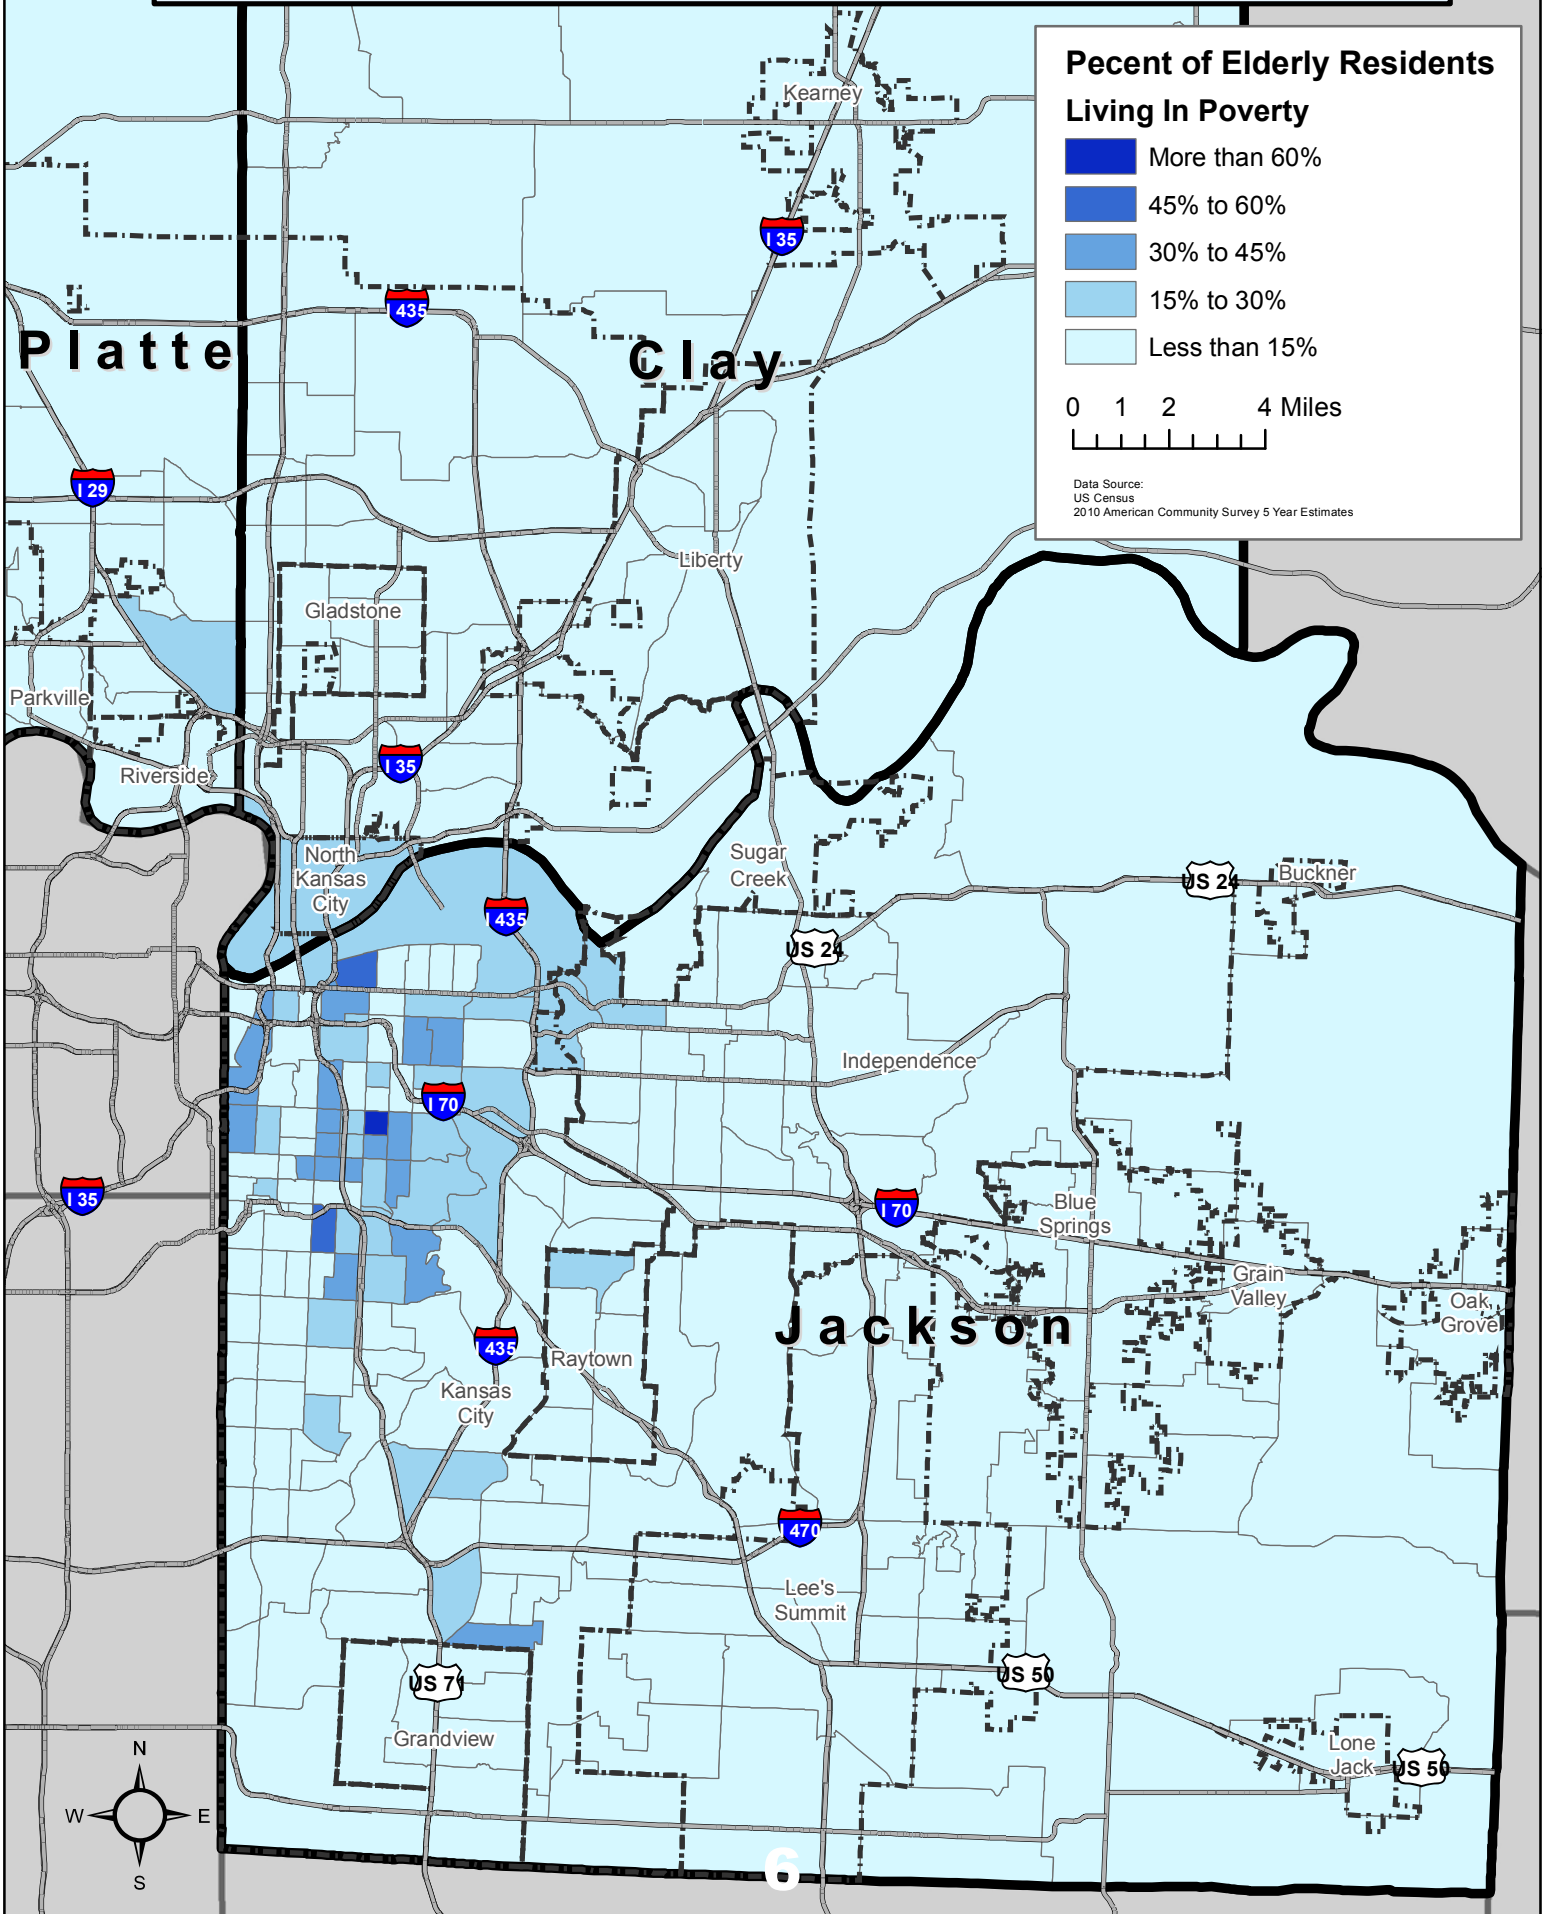 Pecent of Elderly Residents
Living In Poverty
More than 60%
45% to 60%
30% to 45%
15% to 30%
Less than 15%
0 1 2 4 Miles
Data Source:
US Census
2010 American Community Survey 5 Year Estimates
Kearney
I 35
I 435
Platte
Clay
I 29
Liberty
Gladstone
Parkville
I 35
Riverside
North
Kansas
City
Sugar
Creek
US 24
Buckner
I 435
US 24
Independence
I 70
I 35
I 70
Blue
Springs
Grain
Valley
Oak
Grove
Jackson
I 435
Raytown
Kansas
City
I 470
Lee's
Summit
US 71
US 50
Grandview
Lone
Jack
US 50
N
W E
S
6